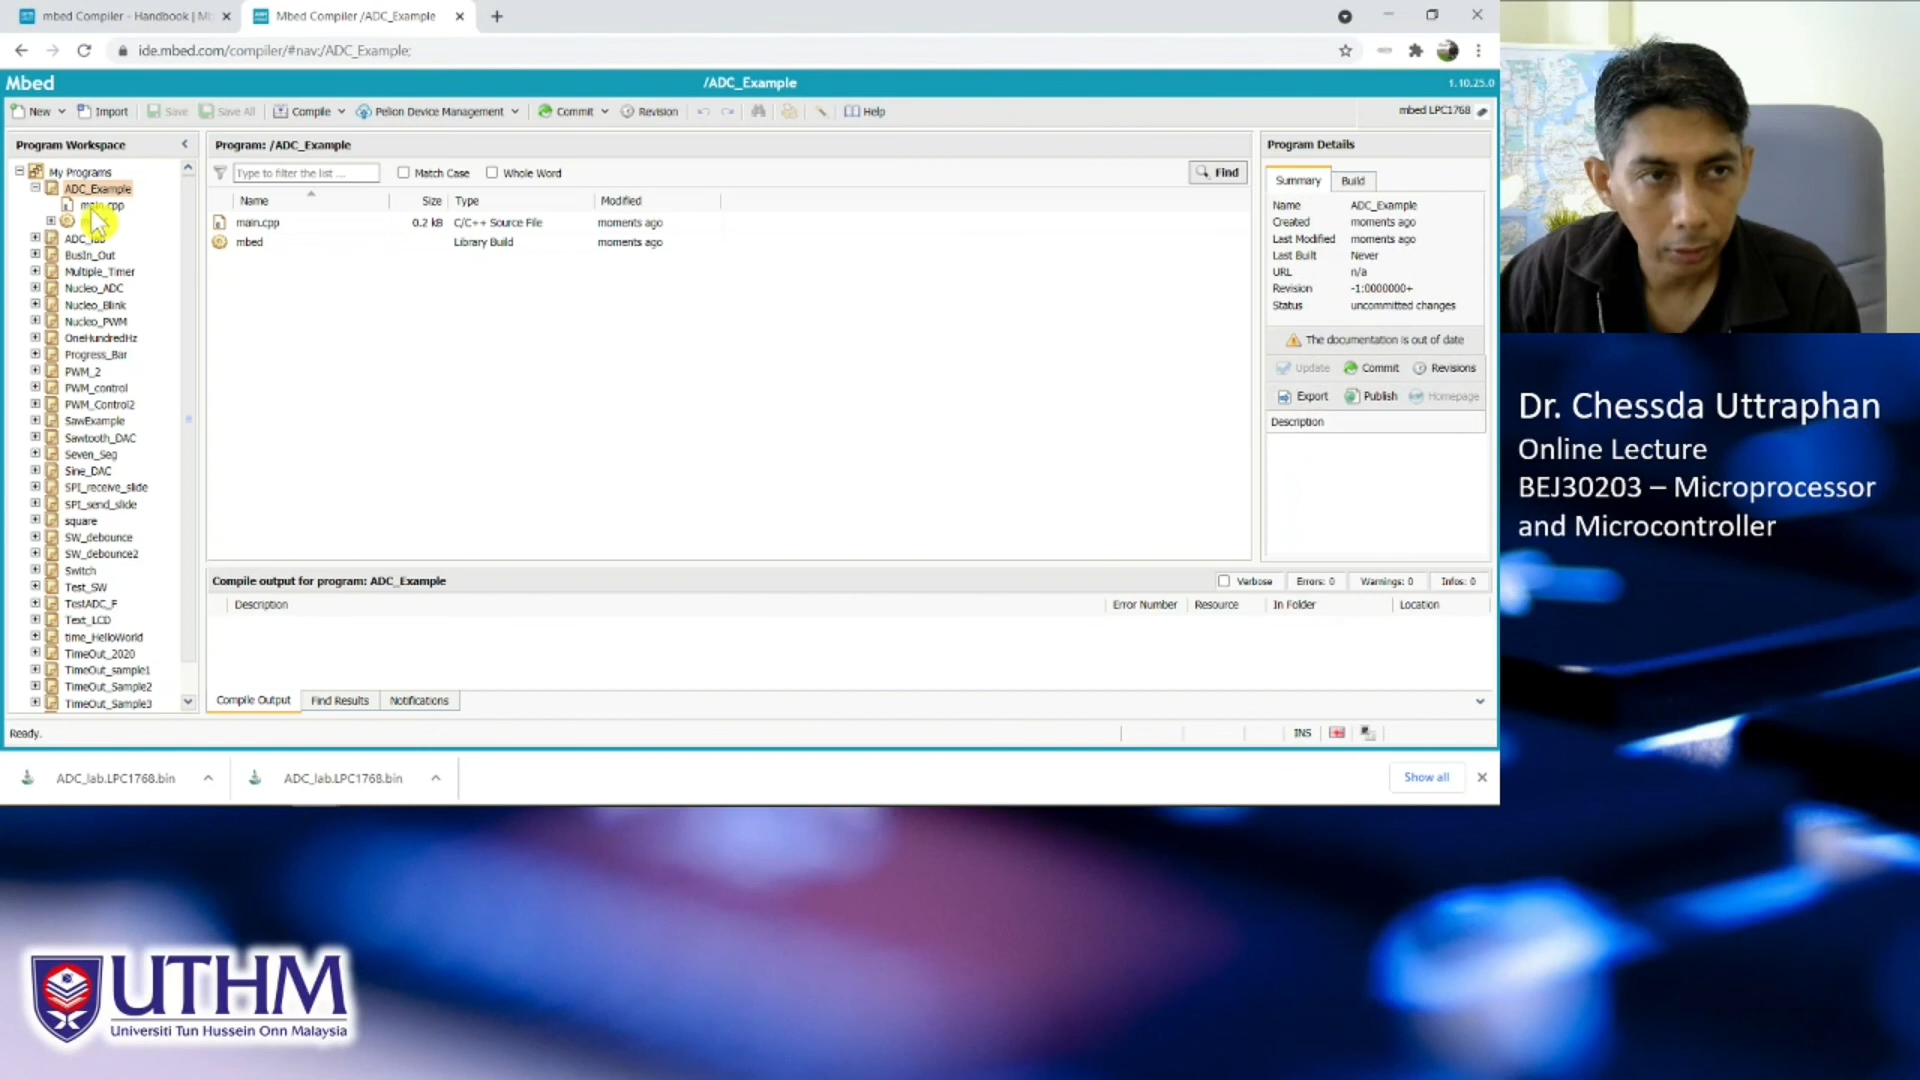 mbed Compiler - Handbook | M
Mbed Compiler /ADC_Example
ide.mbed.com/compiler/#nav:/ADC_Example;
Mbed
/ADC_Example
1.10.25.0
New
Import
Save
Save All
Compile
Pelion Device Management
Commit
Revision
Help
mbed LPC1768
Program Workspace
My Programs
ADC_Example
main.cpp
ADC_lab
BusIn_Out
Multiple_Timer
Nucleo_ADC
Nucleo_Blink
Nucleo_PWM
OneHundredHz
Progress_Bar
PWM_2
PWM_control
PWM_Control2
SawExample
Sawtooth_DAC
Seven_Seg
Sine_DAC
SPI_receive_slide
SPI_send_slide
square
SW_debounce
SW_debounce2
Switch
Test_SW
TestADC_F
Text_LCD
time_HelloWorld
TimeOut_2020
TimeOut_sample1
TimeOut_Sample2
TimeOut_Sample3
Program: /ADC_Example
Type to filter the list ...
Match Case
Whole Word
Find
Name Size Type Modified
main.cpp 0.2 kB C/C++ Source File moments ago
mbed Library Build moments ago
Program Details
Summary Build
Name ADC_Example
Created moments ago
Last Modified moments ago
Last Built Never
URL n/a
Revision -1:0000000+
Status uncommitted changes
The documentation is out of date
Update Commit Revisions
Export Publish Homepage
Description
Compile output for program: ADC_Example
Verbose Errors: 0 Warnings: 0 Infos: 0
Description Error Number Resource In Folder Location
Compile Output Find Results Notifications
Ready.
INS
ADC_lab.LPC1768.bin
ADC_lab.LPC1768.bin
Show all
Dr. Chessda Uttraphan
Online Lecture
BEJ30203 – Microprocessor
and Microcontroller
UTHM
Universiti Tun Hussein Onn Malaysia